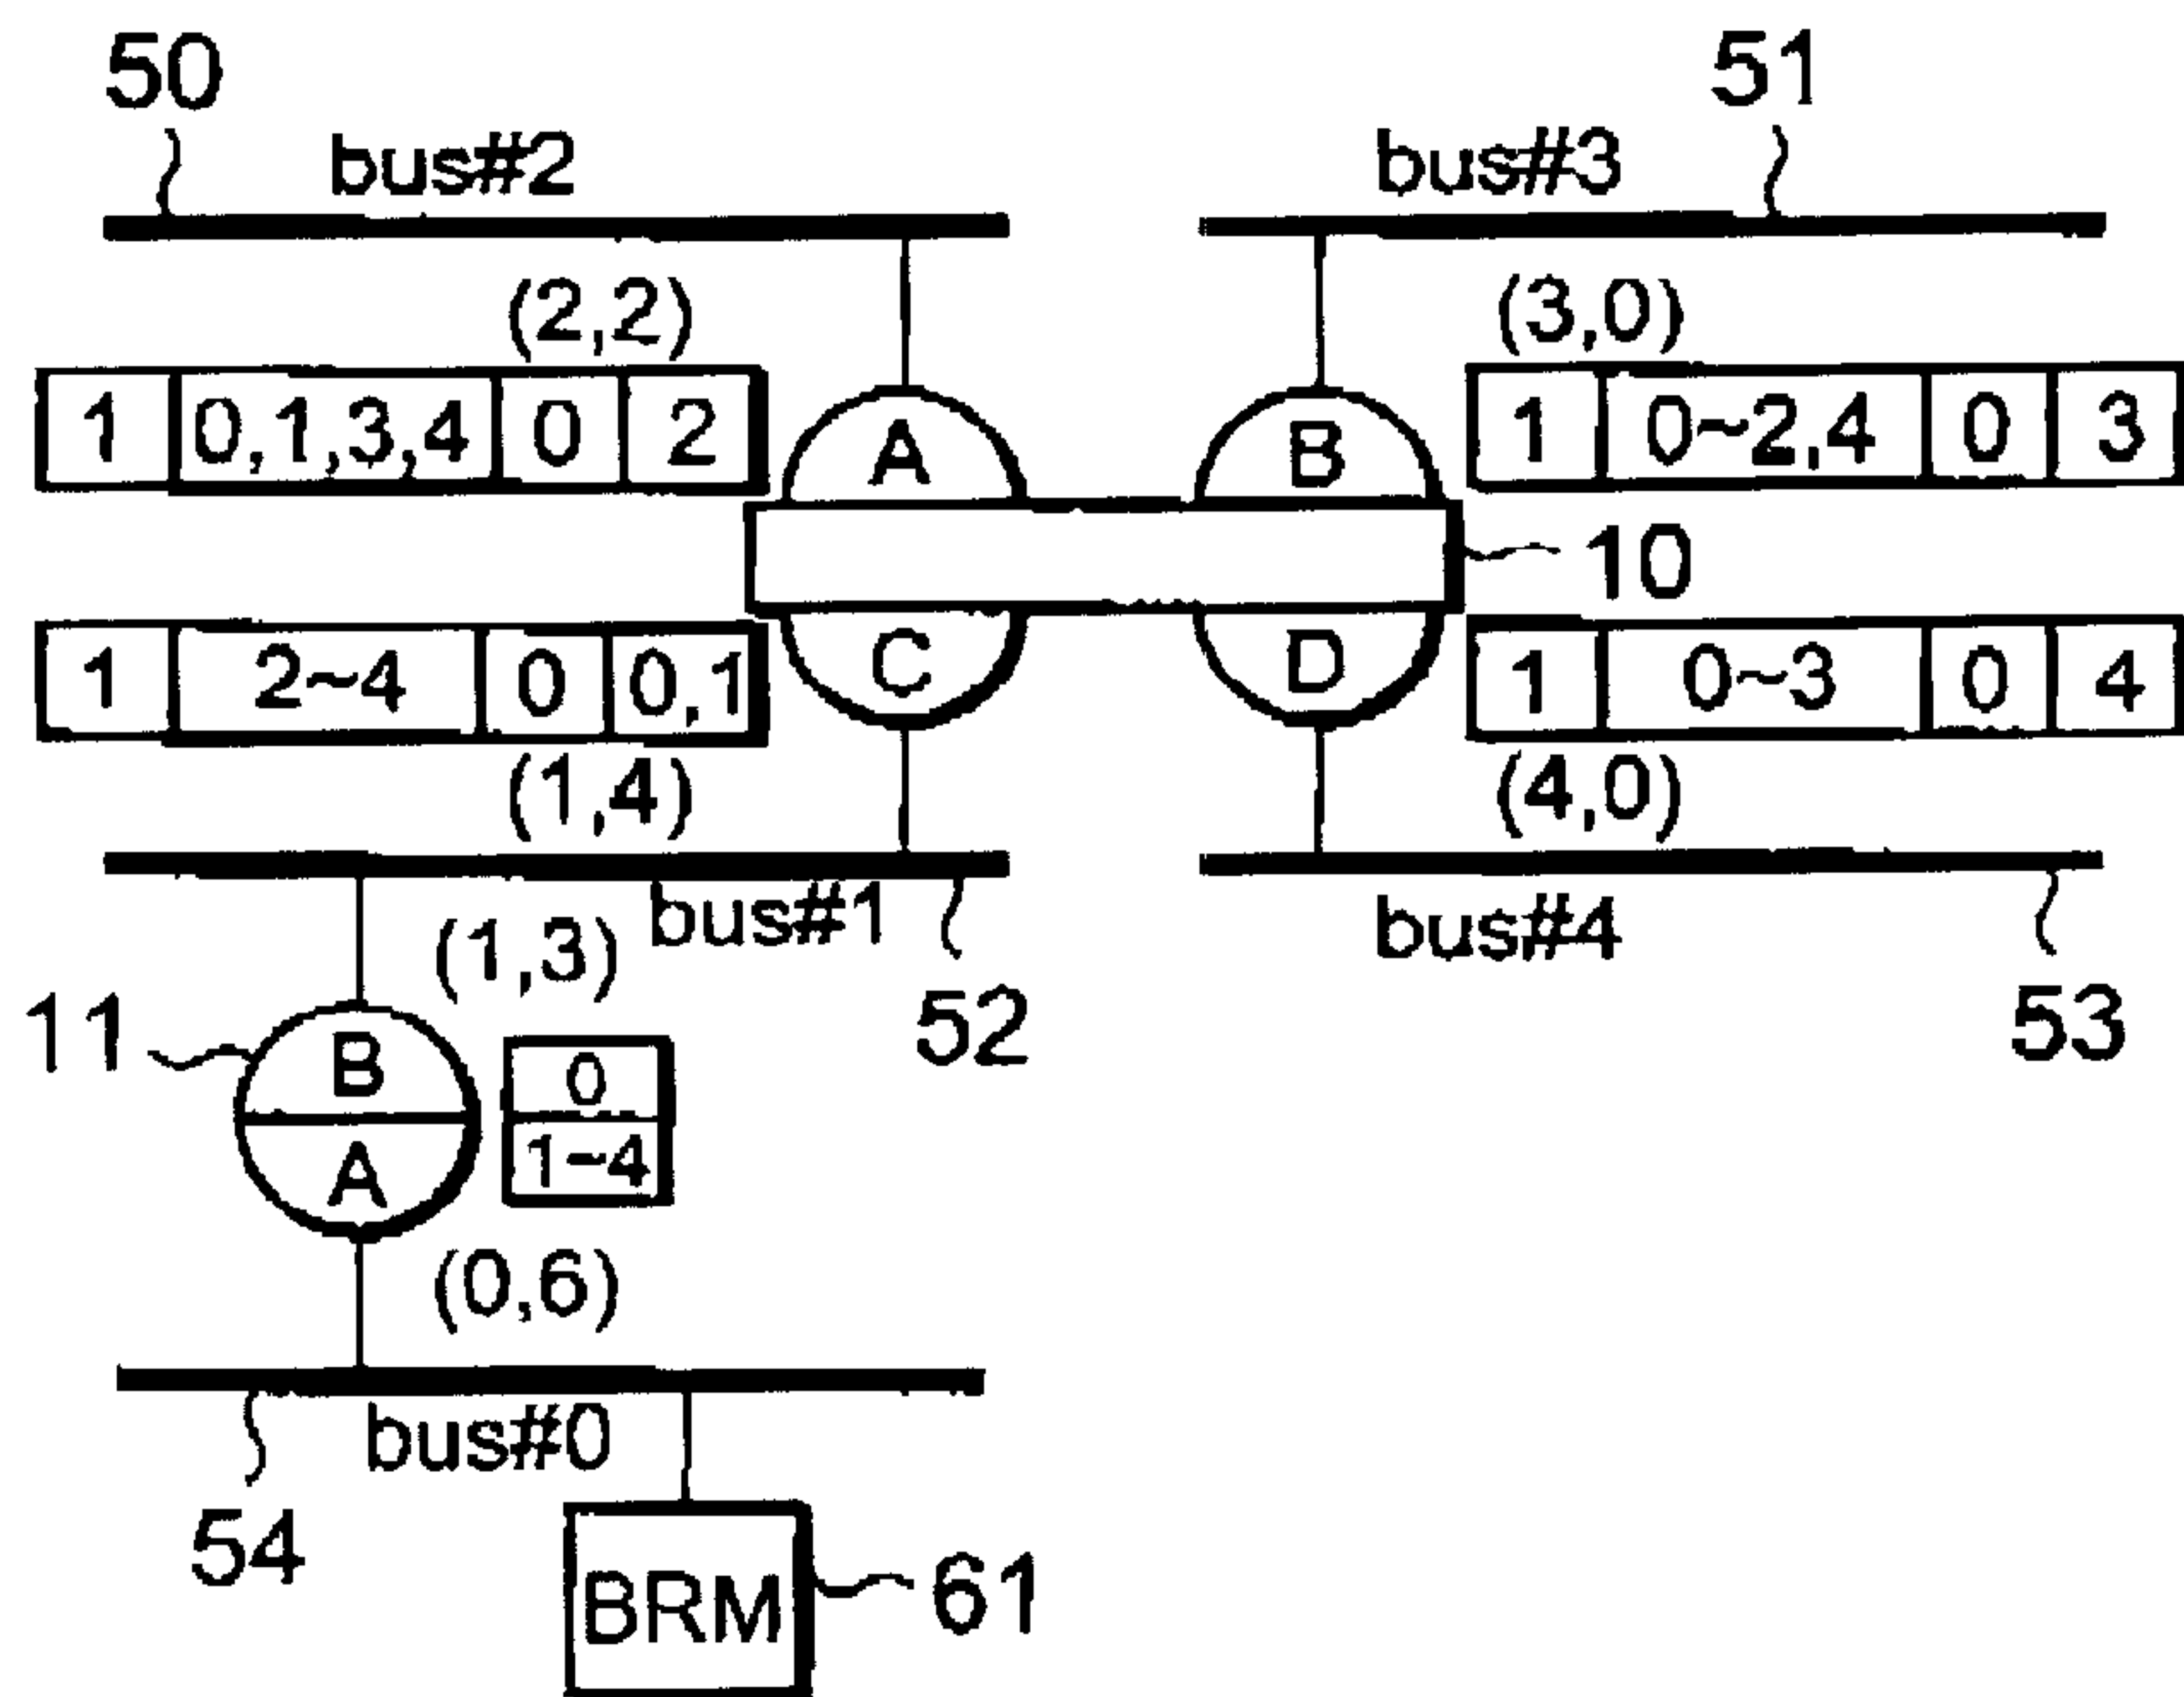 50
51
bus#2
bus#3
(2,2)
(3,0)
1 0,1,3,4 0 2
A
B
1 0~2,4 0 3
10
1 2~4 0 0,1
C
D
1 0~3 0 4
(1,4)
(4,0)
bus#1
bus#4
(1,3)
11
52
53
B
0
A
1~4
(0,6)
bus#0
54
BRM
61